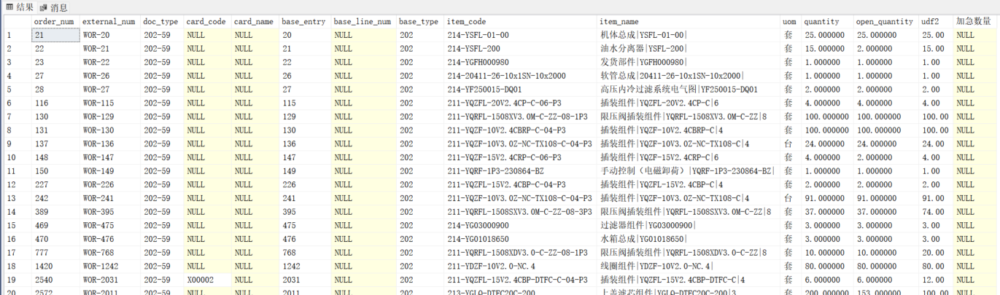 结果 消息
order_num external_num doc_type card_code card_name base_entry base_line_num base_type item_code item_name uom quantity open_quantity udf2 加急数量
1 21 WOR-20 202-59 NULL NULL 20 NULL 202 214-YSFL-01-00 机体总成|YSFL-01-00| 套 25.000000 25.000000 25.00 NULL
2 22 WOR-21 202-59 NULL NULL 21 NULL 202 214-YSFL-200 油水分离器|YSFL-200| 套 15.000000 2.000000 15.00 NULL
3 23 WOR-22 202-59 NULL NULL 22 NULL 202 214-YGFH000980 发货部件|YGFH000980| 套 1.000000 1.000000 1.00 NULL
4 27 WOR-26 202-59 NULL NULL 26 NULL 202 214-20411-26-10x1SN-10x2000 软管总成|20411-26-10x1SN-10x2000| 套 1.000000 1.000000 1.00 NULL
5 28 WOR-27 202-59 NULL NULL 27 NULL 202 214-YF250015-DQ01 高压内冷过滤系统电气图|YF250015-DQ01 套 2.000000 2.000000 2.00 NULL
6 116 WOR-115 202-59 NULL NULL 115 NULL 202 211-YQZFL-20V2.4CP-C-06-P3 插装组件|YQZFL-20V2.4CP-C|6 套 4.000000 4.000000 4.00 NULL
7 130 WOR-129 202-59 NULL NULL 129 NULL 202 211-YQRFL-1508XV3.0M-C-ZZ-08-1P3 限压阀插装组件|YQRFL-1508XV3.0M-C-ZZ|8 套 100.000000 100.000000 100.00 NULL
8 131 WOR-130 202-59 NULL NULL 130 NULL 202 211-YQZF-10V2.4CBRP-C-04-P3 插装组件|YQZF-10V2.4CBRP-C|4 套 100.000000 100.000000 100.00 NULL
9 137 WOR-136 202-59 NULL NULL 136 NULL 202 211-YQZF-10V3.0Z-NC-TX108-C-04-P3 插装组件|YQZF-10V3.0Z-NC-TX108-C|4 台 24.000000 24.000000 24.00 NULL
10 148 WOR-147 202-59 NULL NULL 147 NULL 202 211-YQZF-15V2.4CRP-C-06-P3 插装组件|YQZF-15V2.4CRP-C|6 套 4.000000 2.000000 4.00 NULL
11 150 WOR-149 202-59 NULL NULL 149 NULL 202 211-YQRF-1P3-230864-BZ 手动控制（电磁卸荷）|YQRF-1P3-230864-BZ| 套 1.000000 1.000000 1.00 NULL
12 227 WOR-226 202-59 NULL NULL 226 NULL 202 211-YQZFL-15V2.4CBP-C-04-P3 插装组件|YQZFL-15V2.4CBP-C|4 套 2.000000 2.000000 2.00 NULL
13 242 WOR-241 202-59 NULL NULL 241 NULL 202 211-YQZF-10V3.0Z-NC-TX108-C-04-P3 插装组件|YQZF-10V3.0Z-NC-TX108-C|4 台 91.000000 91.000000 91.00 NULL
14 389 WOR-395 202-59 NULL NULL 395 NULL 202 211-YQRFL-1508SXV3.0M-C-ZZ-08-3P3 限压阀插装组件|YQRFL-1508SXV3.0M-C-ZZ|8 套 37.000000 37.000000 74.00 NULL
15 469 WOR-475 202-59 NULL NULL 475 NULL 202 214-YG03000900 过滤器组件|YG03000900| 套 3.000000 3.000000 3.00 NULL
16 470 WOR-476 202-59 NULL NULL 476 NULL 202 214-YG01018650 水箱总成|YG01018650| 套 3.000000 3.000000 3.00 NULL
17 777 WOR-768 202-59 NULL NULL 768 NULL 202 211-YQRFL-1508XDV3.0-C-ZZ-08-1P3 限压阀插装组件|YQRFL-1508XDV3.0-C-ZZ|8 套 10.000000 10.000000 20.00 NULL
18 1420 WOR-1242 202-59 NULL NULL 1242 NULL 202 211-YDZF-10V2.0-NC.4 线圈组件|YDZF-10V2.0-NC.4| 套 80.000000 80.000000 80.00 NULL
19 2540 WOR-2031 202-59 X00002 NULL 2031 NULL 202 211-YQZFL-15V2.4CBP-DTFC-C-04-P3 插装组件|YQZFL-15V2.4CBP-DTFC-C|4 套 6.000000 6.000000 12.00 NULL
20 2572 WOR-2011 202-59 NULL NULL 2011 NULL 202 213-YGLQ-DTFC20C-200 上盖滤芯组件|YGLQ-DTFC20C-200|3 套 200.000000 153.000000 100.00 NULL